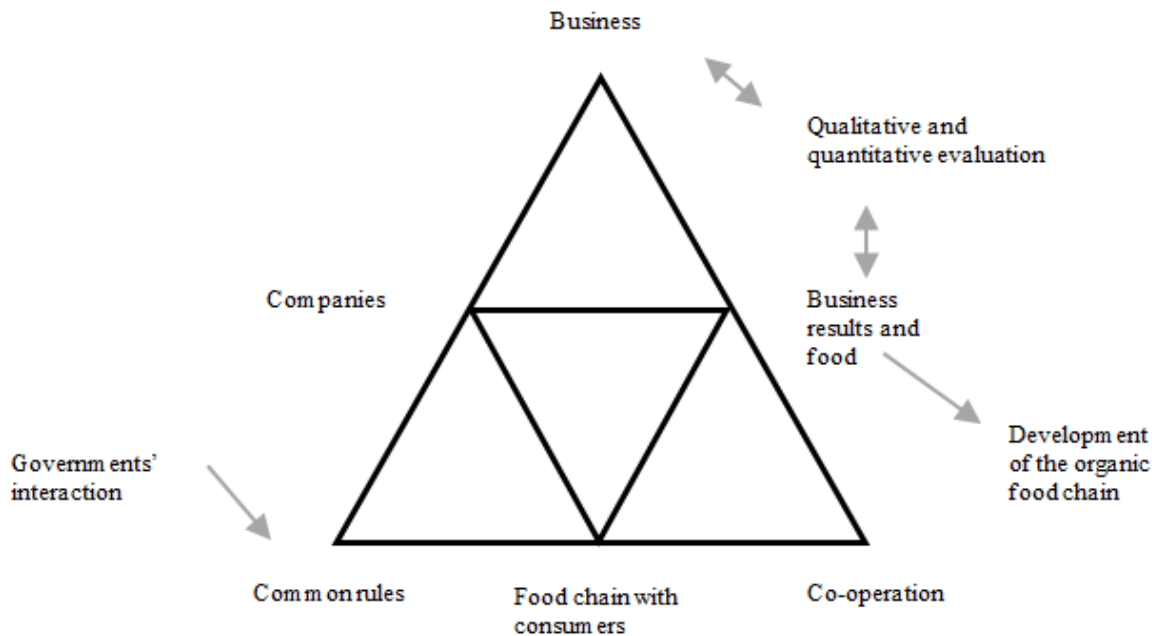 Business
Qualitative and
quantitative evaluation
Companies
Business
results and
food
Governments’
interaction
Development
of the organic
food chain
Common rules
Food chain with
consumers
Co-operation